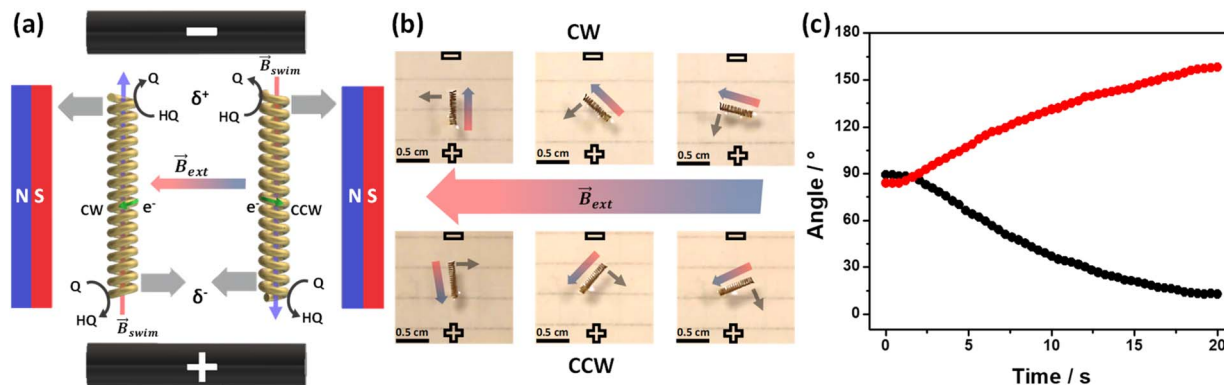 (a)
−
Q
HQ
δ⁺
Q
HQ
B⃗swim
N S
B⃗ext
N S
CW
e⁻
e⁻
CCW
Q
HQ
B⃗swim
δ⁻
Q
HQ
+
(b)
CW
−
−
−
0.5 cm
+
0.5 cm
+
0.5 cm
+
B⃗ext
−
−
−
0.5 cm
+
0.5 cm
+
0.5 cm
+
CCW
(c)
Angle / °
180
150
120
90
60
30
0
0 5 10 15 20
Time / s